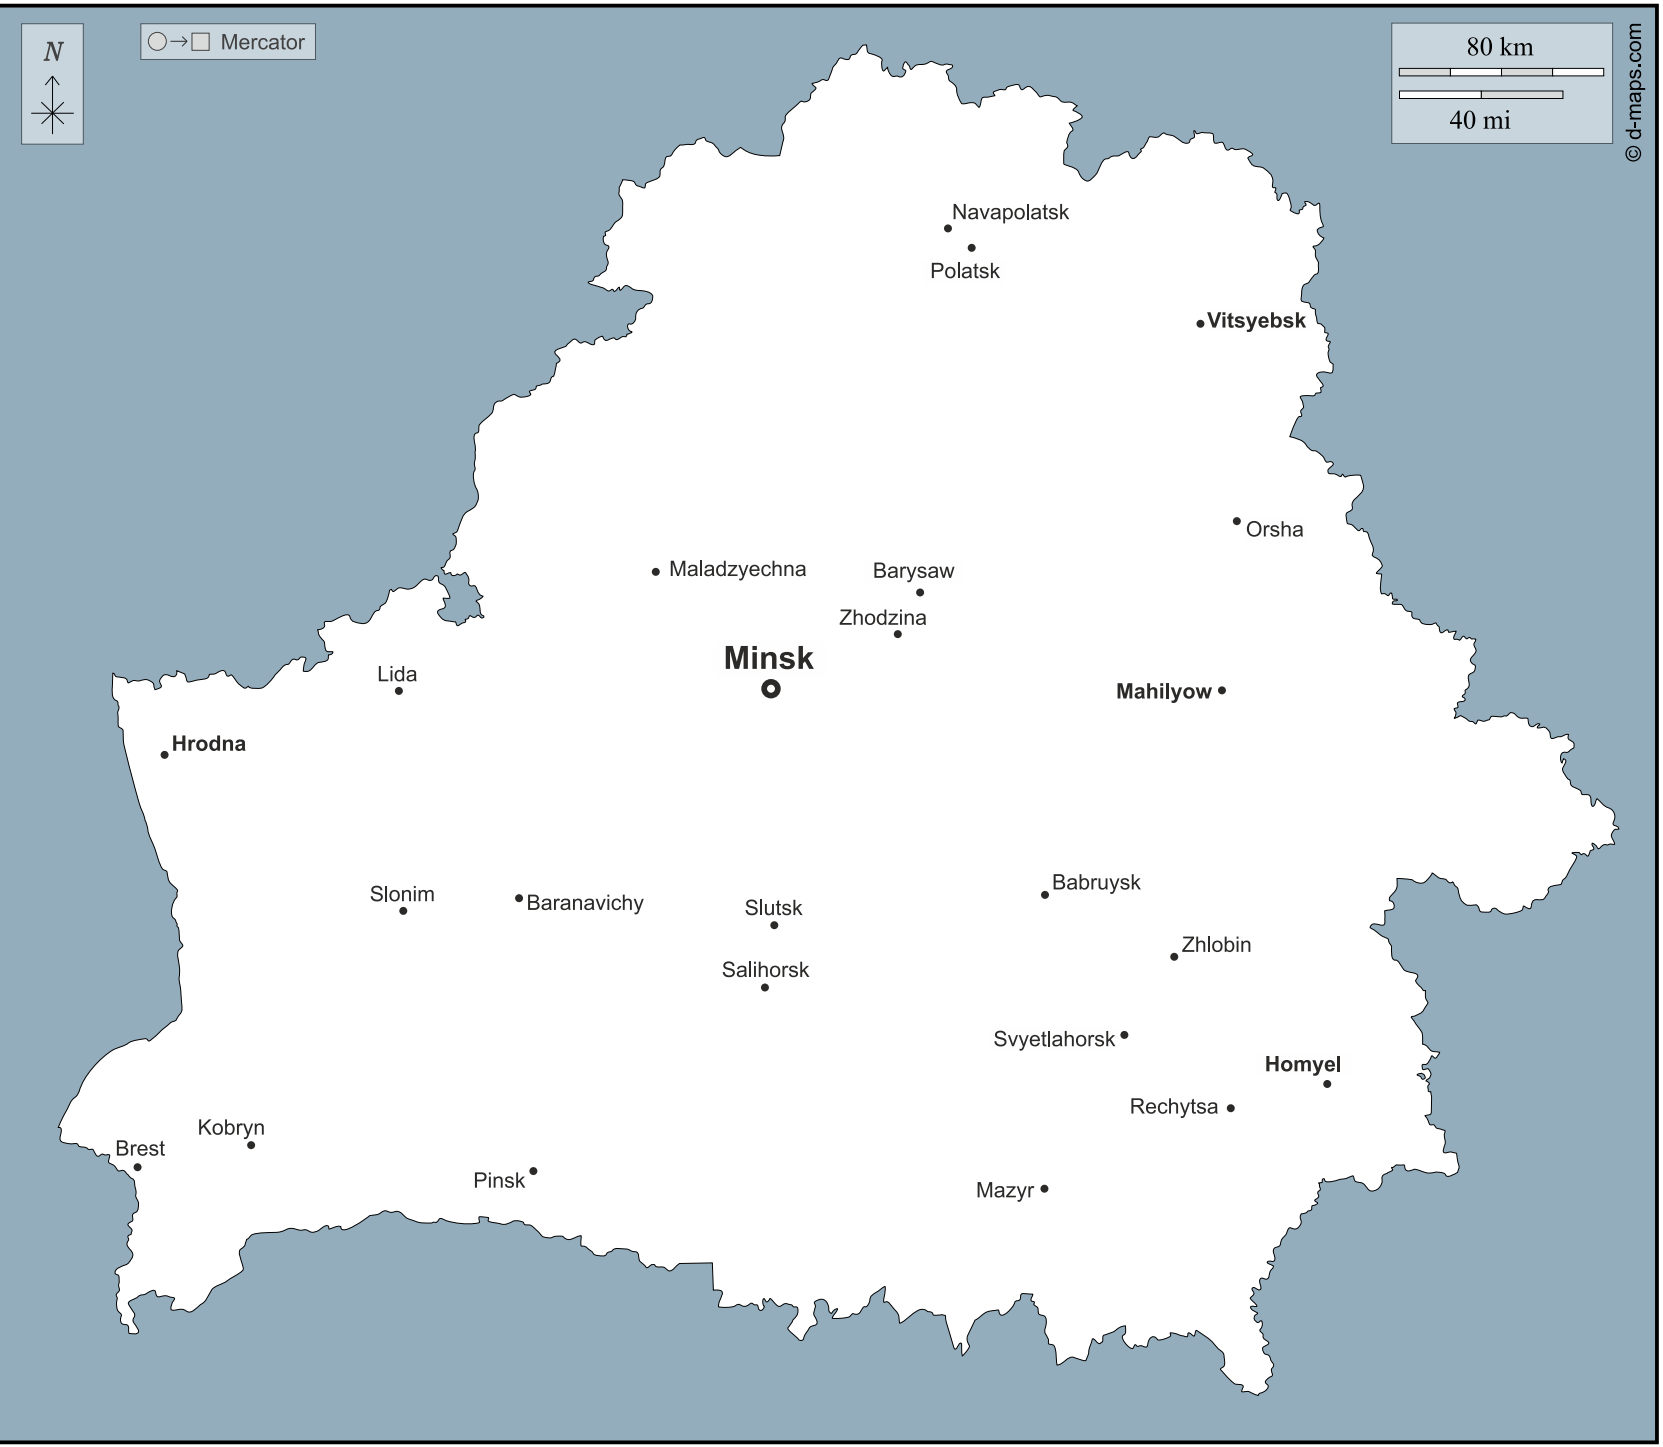 N
Mercator
80 km
40 mi
© d-maps.com
Navapolatsk
Polatsk
Vitsyebsk
Orsha
Maladzyechna
Barysaw
Zhodzina
Minsk
Lida
Mahilyow
Hrodna
Babruysk
Slonim
Baranavichy
Slutsk
Zhlobin
Salihorsk
Svyetlahorsk
Homyel
Rechytsa
Kobryn
Brest
Pinsk
Mazyr